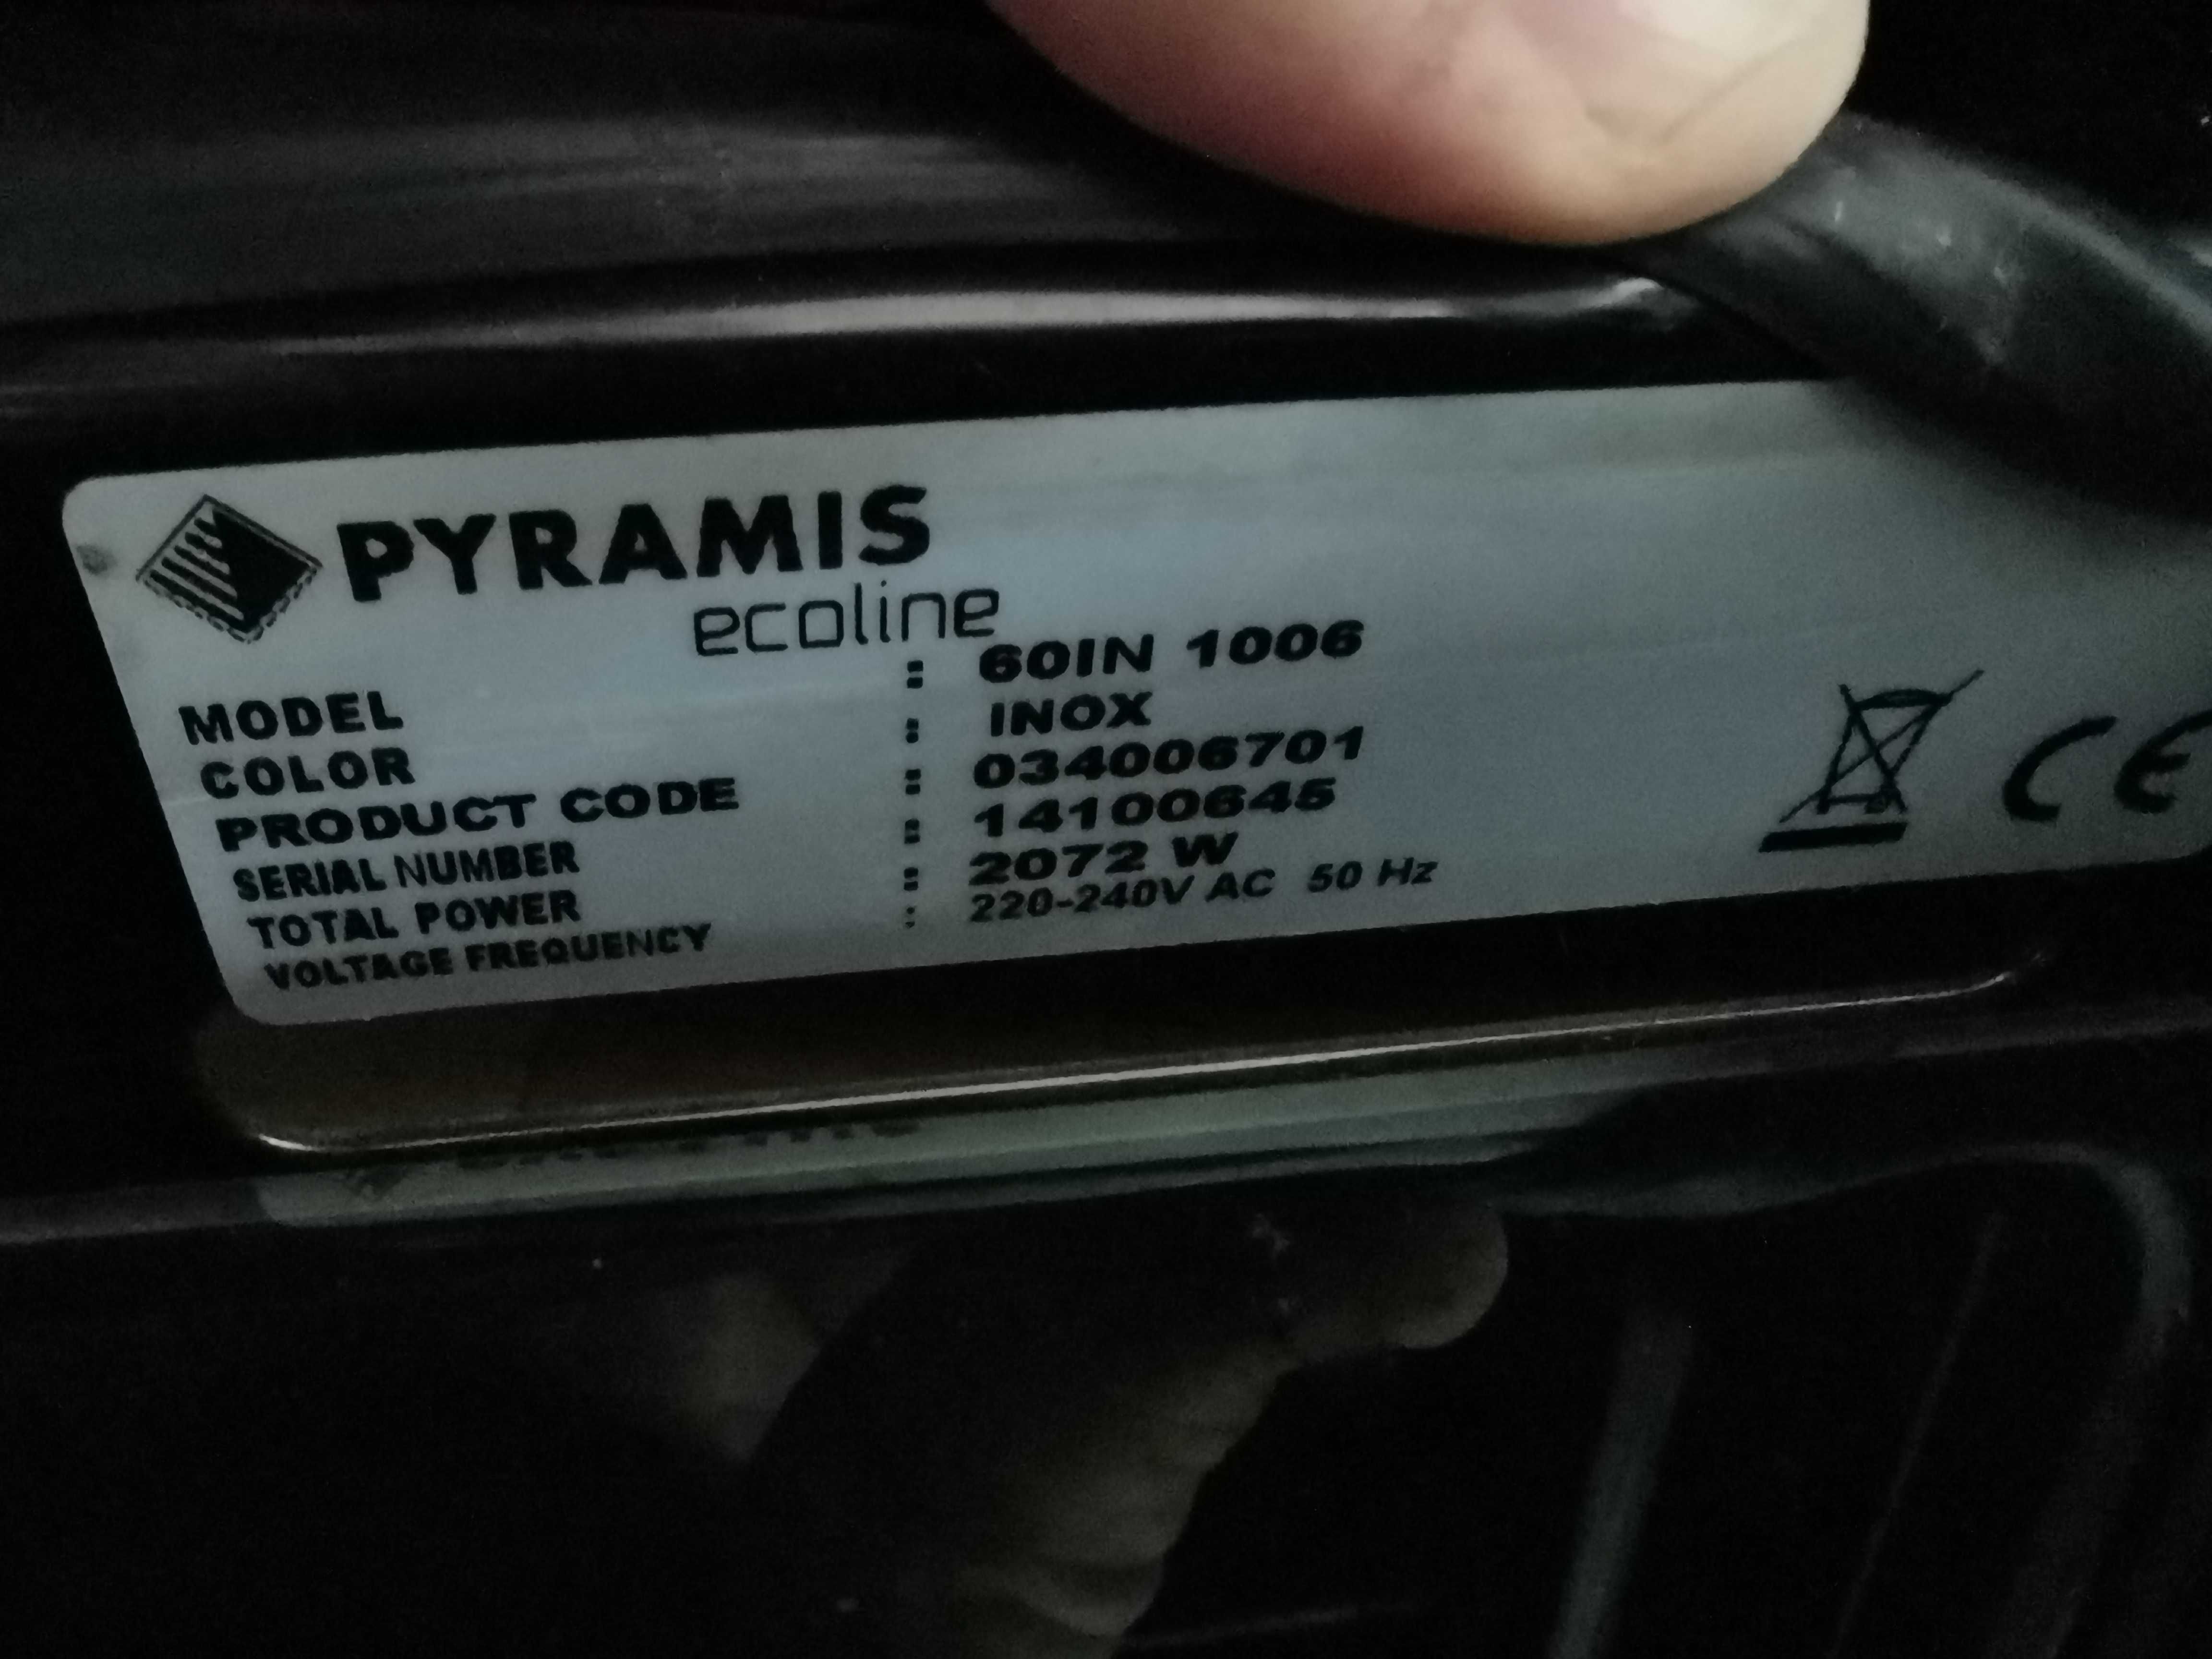 PYRAMIS
ecoline
MODEL : 60IN 1006
COLOR : INOX
PRODUCT CODE : 034006701
SERIAL NUMBER : 14100645
TOTAL POWER : 2072 W
VOLTAGE FREQUENCY : 220-240V AC 50 Hz
CE